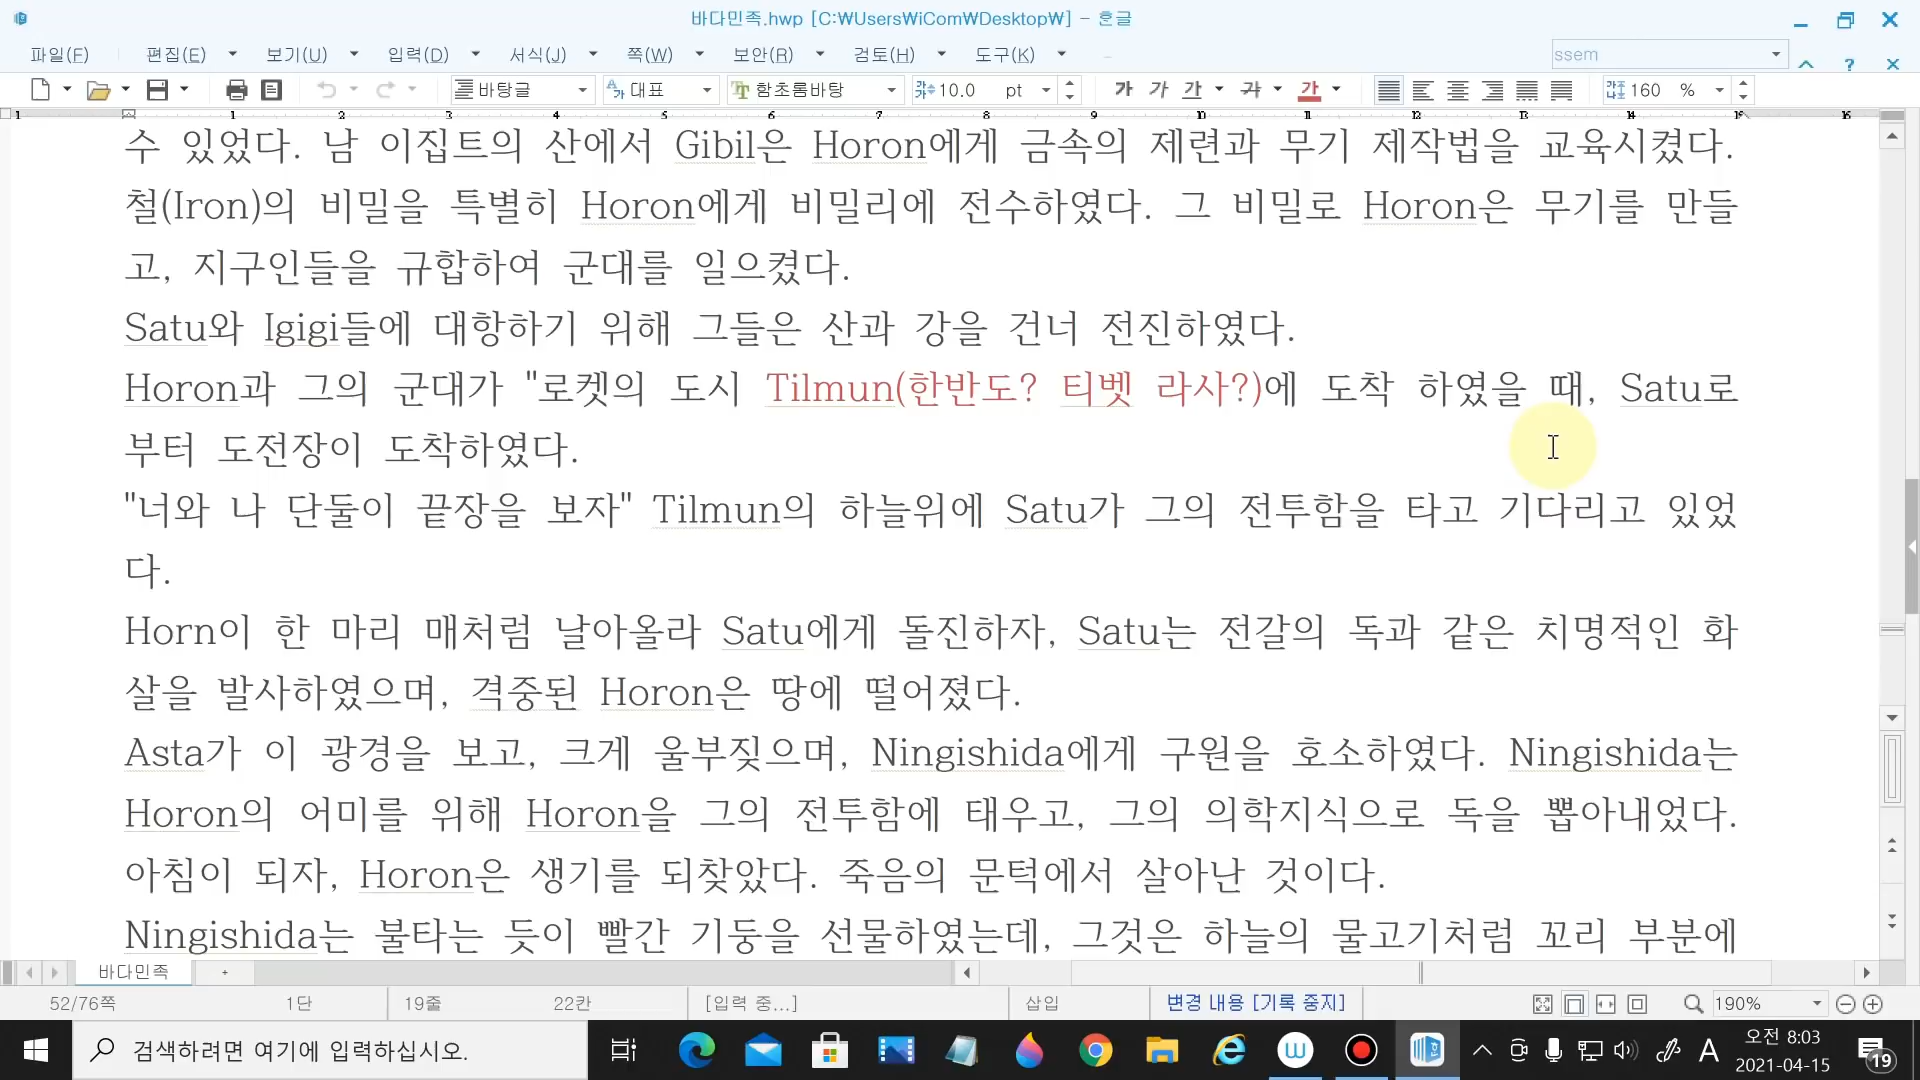 바다민족.hwp [C:\Users\iCom\Desktop\] - 호글
파일(F) 편집(E) 보기(U) 입력(D) 서식(J) 쪽(W) 보안(R) 검토(H) 도구(K) ssem ?
바탕글 대표 함초롬바탕 10.0 pt 가 가 가 가 가 160 %
1 1 2 3 4 5 6 7 8 9 10 11 12 13 14 15 16
수 있었다. 남 이집트의 산에서 Gibil은 Horon에게 금속의 제련과 무기 제작법을 교육시켰다.
철(Iron)의 비밀을 특별히 Horon에게 비밀리에 전수하였다. 그 비밀로 Horon은 무기를 만들
고, 지구인들을 규합하여 군대를 일으켰다.
Satu와 Igigi들에 대항하기 위해 그들은 산과 강을 건너 전진하였다.
Horon과 그의 군대가 "로켓의 도시 Tilmun(한반도? 티벳 라사?)에 도착 하였을 때, Satu로
부터 도전장이 도착하였다.
"너와 나 단둘이 끝장을 보자" Tilmun의 하늘위에 Satu가 그의 전투함을 타고 기다리고 있었
다.
Horn이 한 마리 매처럼 날아올라 Satu에게 돌진하자, Satu는 전갈의 독과 같은 치명적인 화
살을 발사하였으며, 격중된 Horon은 땅에 떨어졌다.
Asta가 이 광경을 보고, 크게 울부짖으며, Ningishida에게 구원을 호소하였다. Ningishida는
Horon의 어미를 위해 Horon을 그의 전투함에 태우고, 그의 의학지식으로 독을 뽑아내었다.
아침이 되자, Horon은 생기를 되찾았다. 죽음의 문턱에서 살아난 것이다.
Ningishida는 불타는 듯이 빨간 기둥을 선물하였는데, 그것은 하늘의 물고기처럼 꼬리 부분에
바다민족 +
52/76쪽 1단 19줄 22칸 [입력 중...] 삽입 변경 내용 [기록 중지] 190%
검색하려면 여기에 입력하십시오. A 오전 8:03
2021-04-15 19